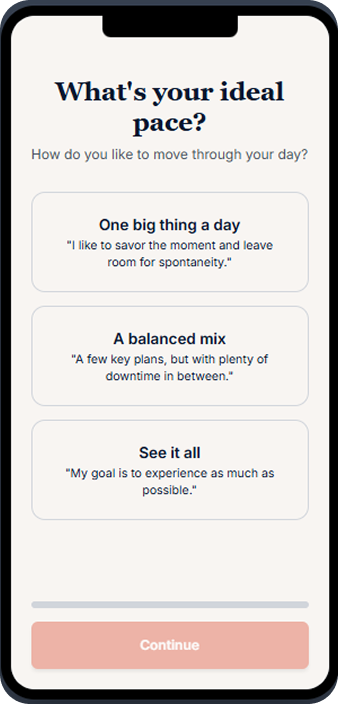 What's your ideal
pace?
How do you like to move through your day?
One big thing a day
"I like to savor the moment and leave
room for spontaneity."
A balanced mix
"A few key plans, but with plenty of
downtime in between."
See it all
"My goal is to experience as much as
possible."
Continue